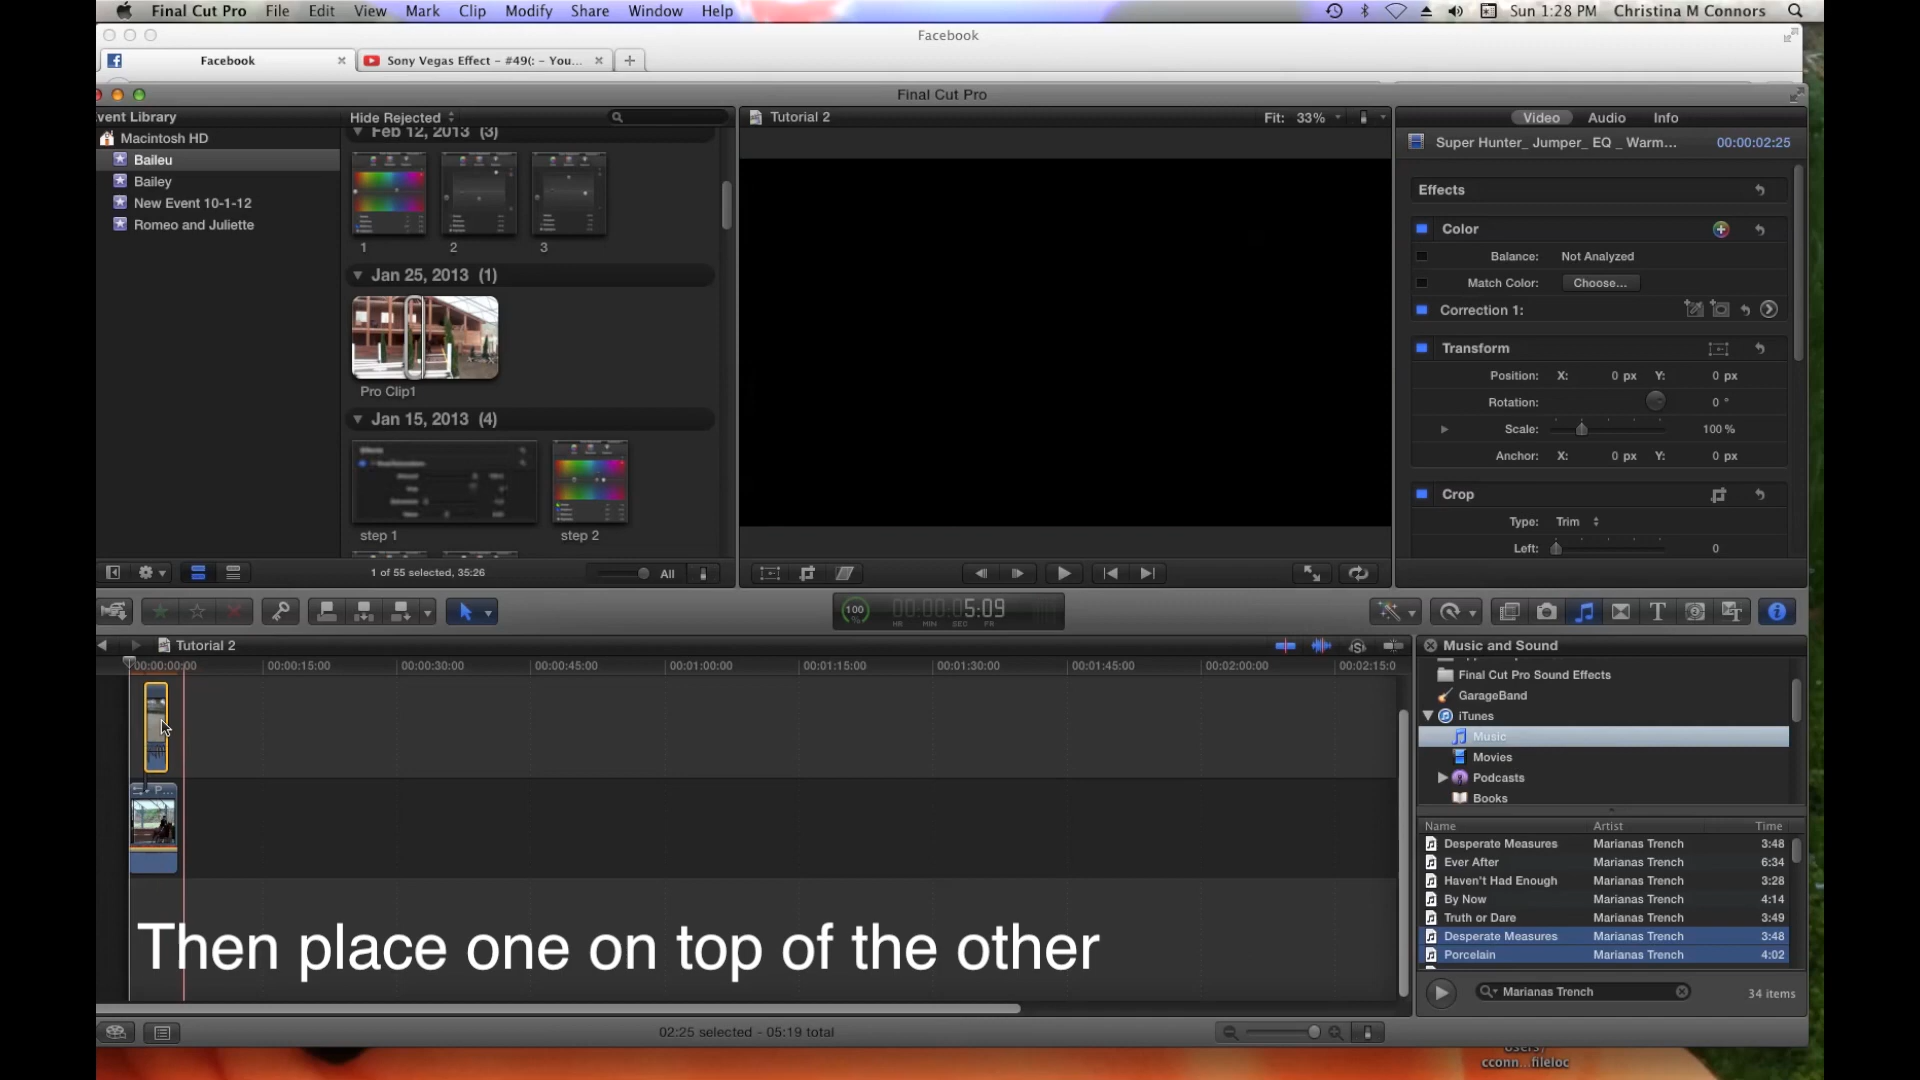 Final Cut Pro File Edit View Mark Clip Modify Share Window Help Sun 1:28 PM Christina M Connors
Facebook
Facebook Sony Vegas Effect – #49(: – You...
Final Cut Pro
vent Library Hide Rejected Tutorial 2 Fit: 33% Video Audio Info
Macintosh HD
Feb 12, 2013 (3)
Super Hunter_ Jumper_ EQ _ Warm... 00:00:02:25
Baileu
Bailey
New Event 10-1-12
Romeo and Juliette
1 2 3
Jan 25, 2013 (1)
Pro Clip1
Jan 15, 2013 (4)
step 1 step 2
Effects
Color
Balance: Not Analyzed
Match Color: Choose...
Correction 1:
Transform
Position: X: 0 px Y: 0 px
Rotation: 0 °
Scale: 100 %
Anchor: X: 0 px Y: 0 px
Crop
Type: Trim
Left: 0
1 of 55 selected, 35:26 All
100 % 00:00:05:09
HR MIN SEC FR
Tutorial 2
00:00:00:00 00:00:15:00 00:00:30:00 00:00:45:00 00:01:00:00 00:01:15:00 00:01:30:00 00:01:45:00 00:02:00:00 00:02:15:0
P...
Then place one on top of the other
02:25 selected - 05:19 total
Music and Sound
Final Cut Pro Sound Effects
GarageBand
iTunes
Music
Movies
Podcasts
Books
Name Artist Time
Desperate Measures Marianas Trench 3:48
Ever After Marianas Trench 6:34
Haven't Had Enough Marianas Trench 3:28
By Now Marianas Trench 4:14
Truth or Dare Marianas Trench 3:49
Desperate Measures Marianas Trench 3:48
Porcelain Marianas Trench 4:02
Marianas Trench 34 items
cconn...fileloc